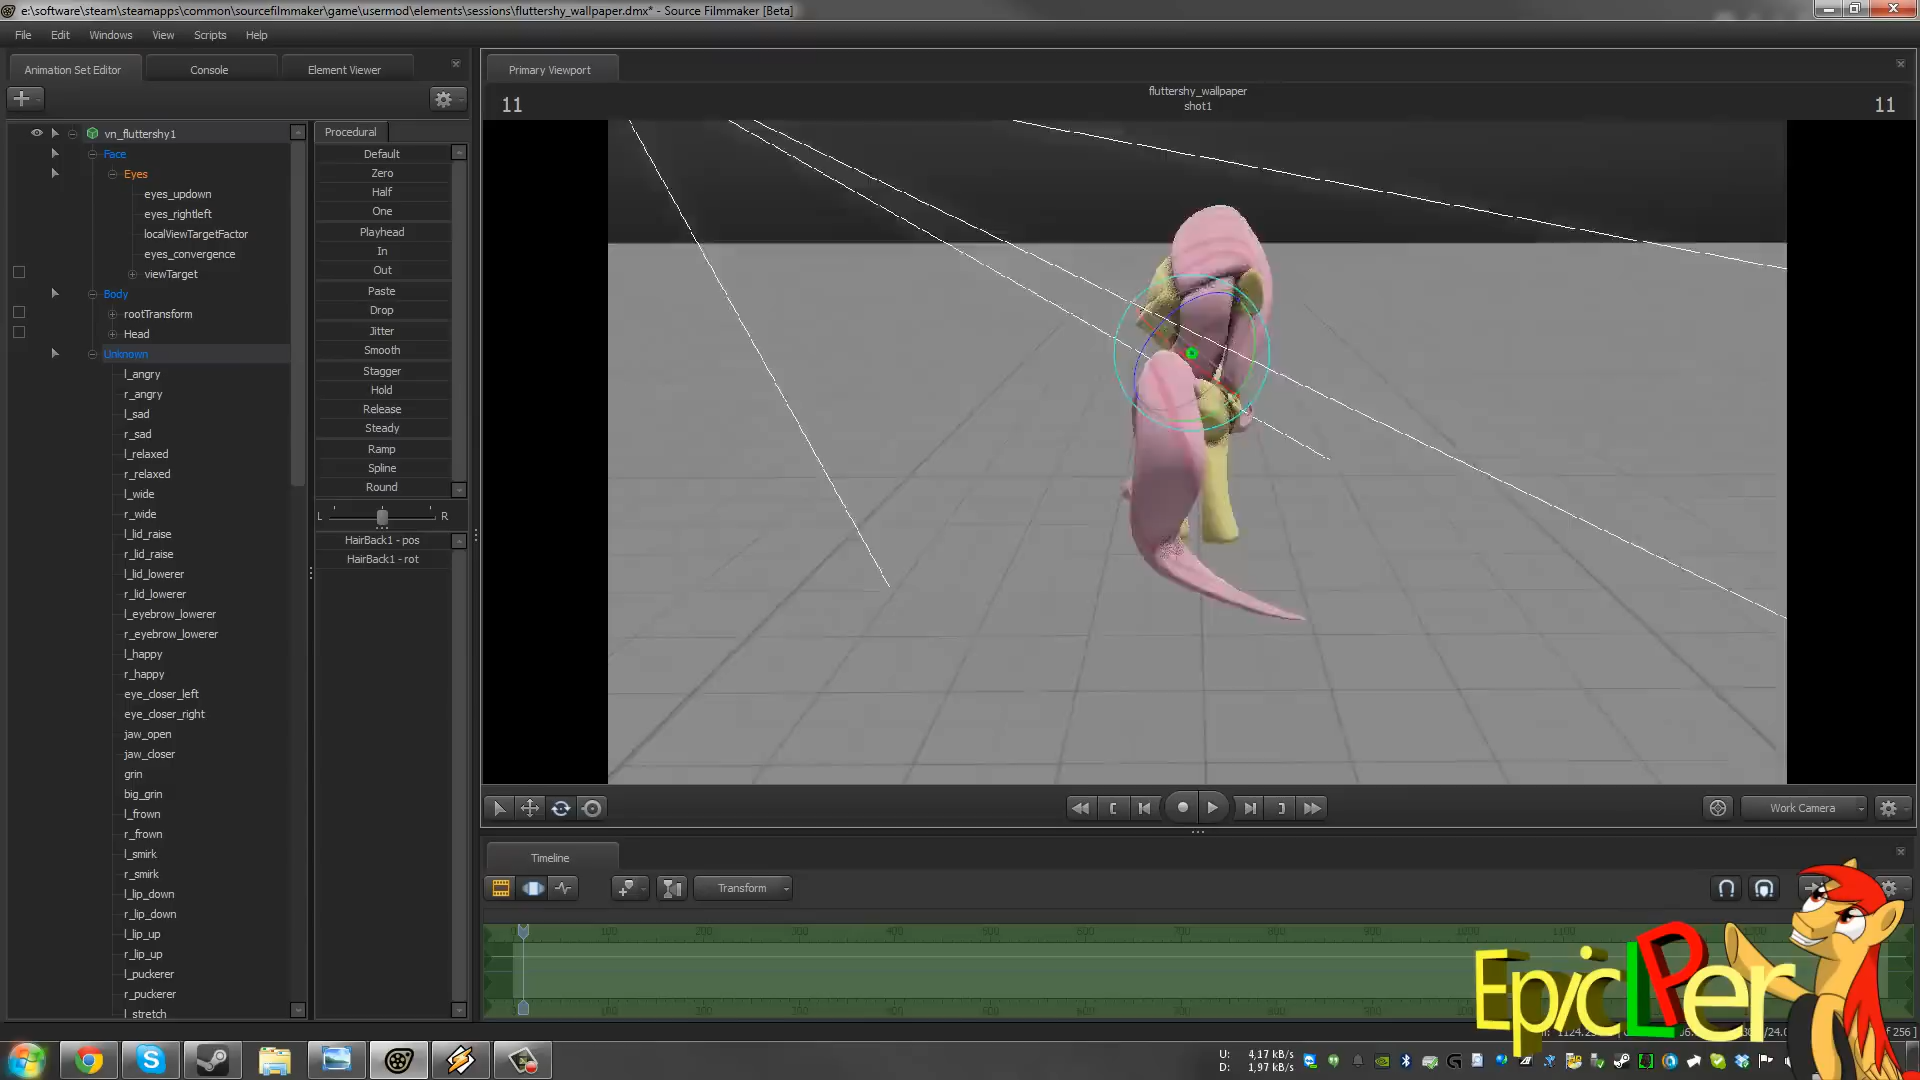 e:\software\steam\steamapps\common\sourcefilmmaker\game\usermod\elements\sessions\fluttershy_wallpaper.dmx* - Source Filmmaker [Beta]
File Edit Windows View Scripts Help
Animation Set Editor Console Element Viewer
Primary Viewport
fluttershy_wallpaper
shot1
11
11
vn_fluttershy1
Face
Eyes
eyes_updown
eyes_rightleft
localViewTargetFactor
eyes_convergence
viewTarget
Body
rootTransform
Head
Unknown
l_angry
r_angry
l_sad
r_sad
l_relaxed
r_relaxed
l_wide
r_wide
l_lid_raise
r_lid_raise
l_lid_lowerer
r_lid_lowerer
l_eyebrow_lowerer
r_eyebrow_lowerer
l_happy
r_happy
eye_closer_left
eye_closer_right
jaw_open
jaw_closer
grin
big_grin
l_frown
r_frown
l_smirk
r_smirk
l_lip_down
r_lip_down
l_lip_up
r_lip_up
l_puckerer
r_puckerer
l_stretch
Procedural
Default
Zero
Half
One
Playhead
In
Out
Paste
Drop
Jitter
Smooth
Stagger
Hold
Release
Steady
Ramp
Spline
Round
L R
HairBack1 - pos
HairBack1 - rot
Work Camera
Timeline
Transform
EpicLPer
U: 4,17 kB/s
D: 1,97 kB/s